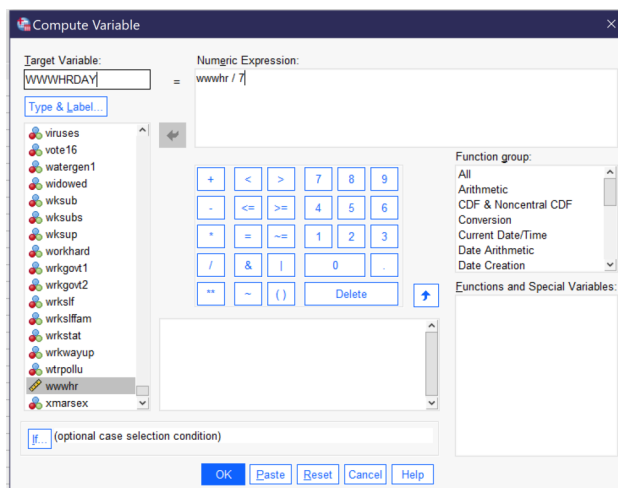 Compute Variable
Target Variable:
WWWHRDAY
=
Numeric Expression:
wwwhr / 7
Type & Label...
viruses
vote16
watergen1
widowed
wksub
wksubs
wksup
workhard
wrkgovt1
wrkgovt2
wrkslf
wrkslffam
wrkstat
wrkwayup
wtrpollu
wwwhr
xmarsex
+ < > 7 8 9
- <= >= 4 5 6
* = ~= 1 2 3
/ & | 0 .
** ~ ( ) Delete
Function group:
All
Arithmetic
CDF & Noncentral CDF
Conversion
Current Date/Time
Date Arithmetic
Date Creation
Functions and Special Variables:
If... (optional case selection condition)
OK Paste Reset Cancel Help